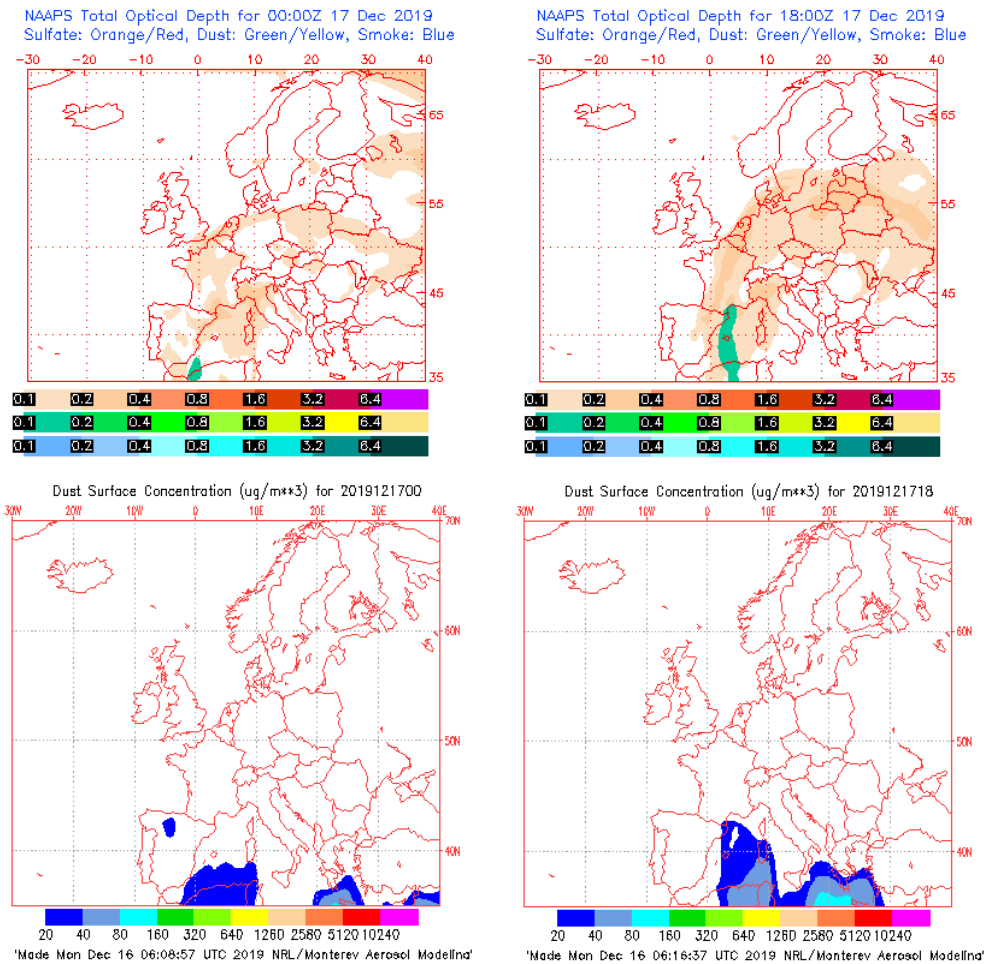 NAAPS Total Optical Depth for 00:00Z 17 Dec 2019
Sulfate: Orange/Red, Dust: Green/Yellow, Smoke: Blue
-30 -20 -10 0 10 20 30 40
65
55
45
35
0.1 0.2 0.4 0.8 1.6 3.2 6.4
0.1 0.2 0.4 0.8 1.6 3.2 6.4
0.1 0.2 0.4 0.8 1.6 3.2 6.4
NAAPS Total Optical Depth for 18:00Z 17 Dec 2019
Sulfate: Orange/Red, Dust: Green/Yellow, Smoke: Blue
-30 -20 -10 0 10 20 30 40
65
55
45
35
0.1 0.2 0.4 0.8 1.6 3.2 6.4
0.1 0.2 0.4 0.8 1.6 3.2 6.4
0.1 0.2 0.4 0.8 1.6 3.2 6.4
Dust Surface Concentration (ug/m**3) for 2019121700
30W 20W 10W 0 10E 20E 30E 40E
70N
60N
50N
40N
20 40 80 160 320 640 1260 2580 5120 10240
'Made Mon Dec 16 06:08:57 UTC 2019 NRL/Monterey Aerosol Modeling'
Dust Surface Concentration (ug/m**3) for 2019121718
30W 20W 10W 0 10E 20E 30E 40E
70N
60N
50N
40N
20 40 80 160 320 640 1260 2580 5120 10240
'Made Mon Dec 16 06:16:37 UTC 2019 NRL/Monterey Aerosol Modeling'